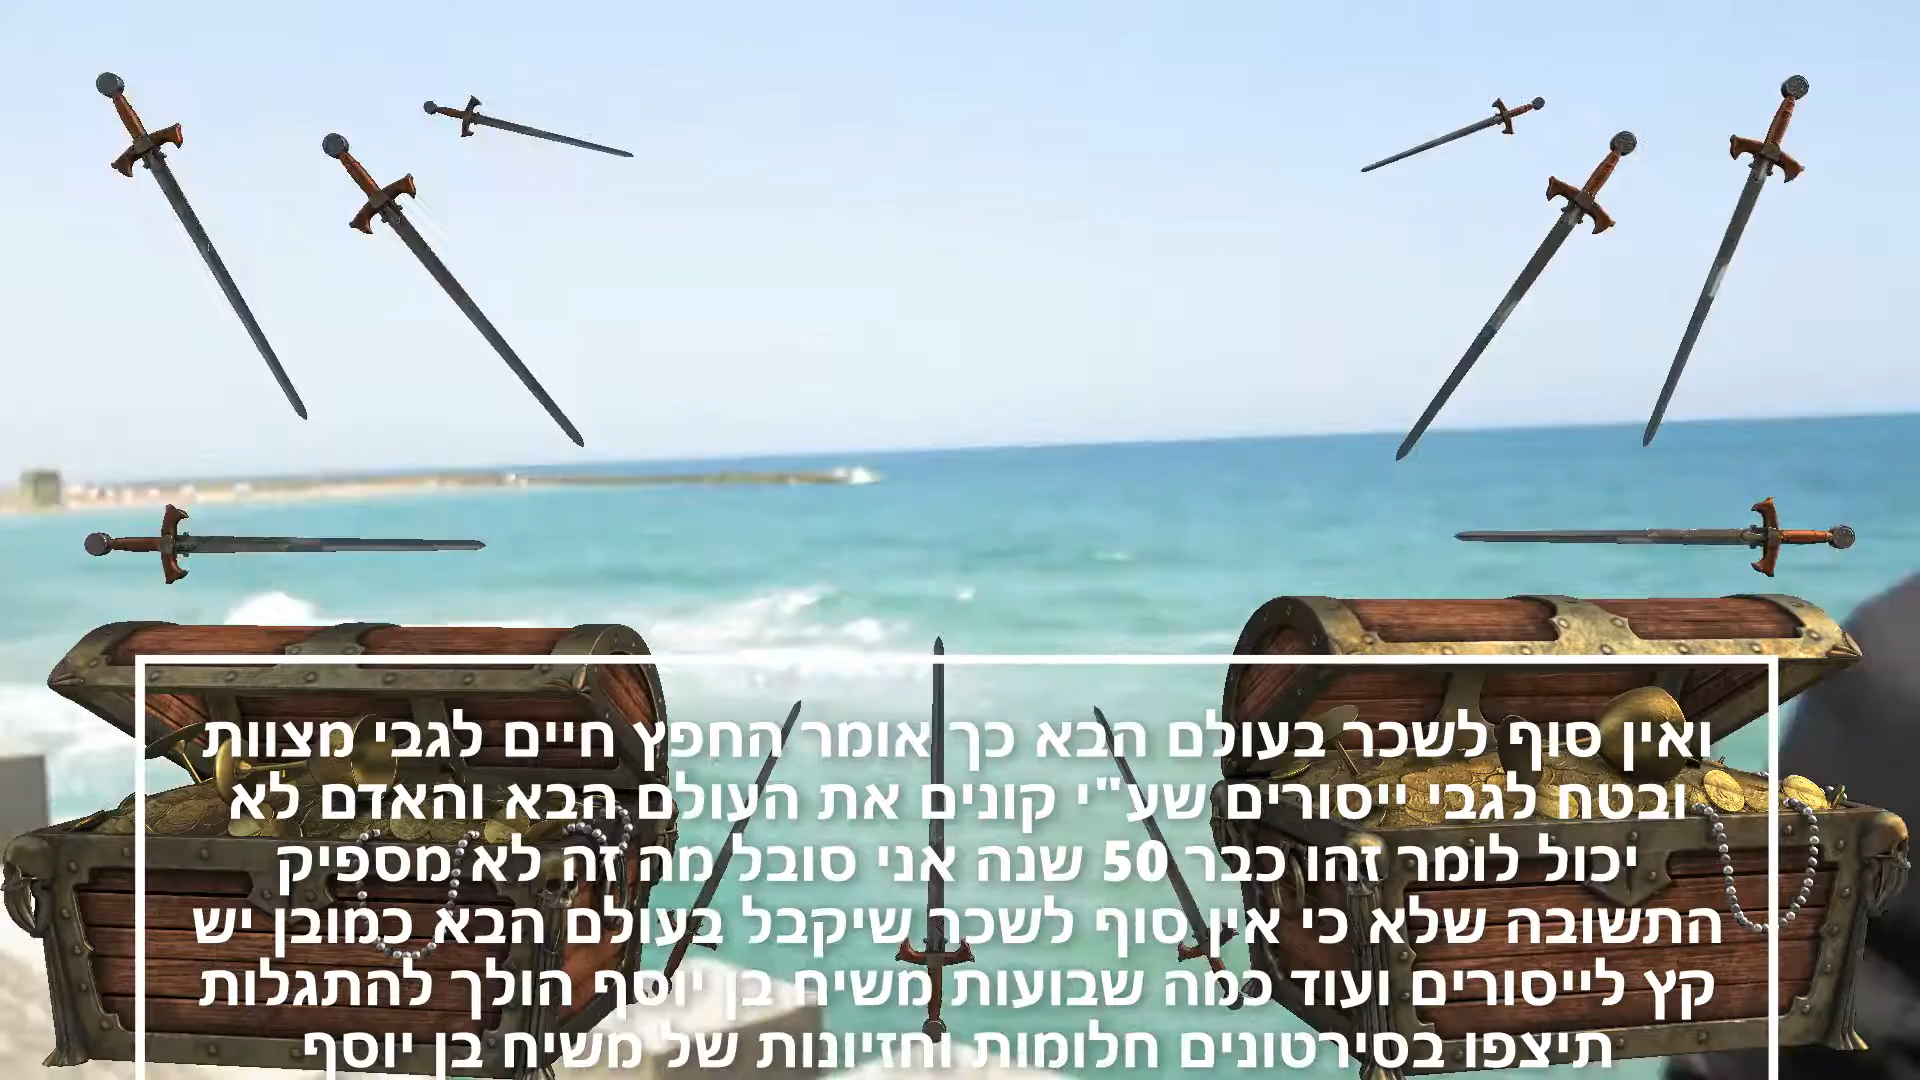 ואין סוף לשכר בעולם הבא כך אומר החפץ חיים לגבי מצוות
ובטח לגבי ייסורים שע"י קונים את העולם הבא והאדם לא
יכול לומר זהו כבר 50 שנה אני סובל מה זה לא מספיק
התשובה שלא כי אין סוף לשכר שיקבל בעולם הבא כמובן יש
קץ לייסורים ועוד כמה שבועות משיח בן יוסף הולך להתגלות
תיצפו בסירטונים חלומות וחזיונות של משיח בן יוסף